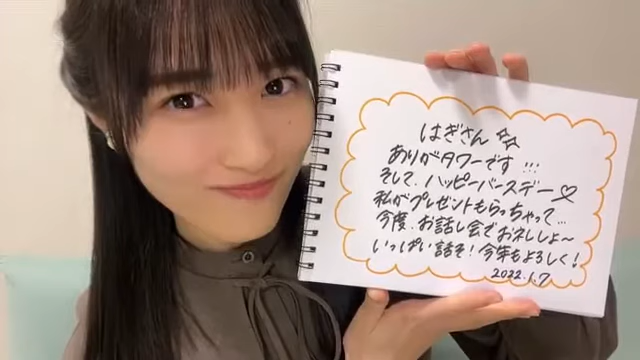 はぎさん ☆☆
ありがタワーです!!!
そして、ハッピーバースデー♡
私がプレゼントもらっちゃって…
今度、お話し会でおネししょ〜
いっぱい話そ! 今年もよろしく!
2022.1.7